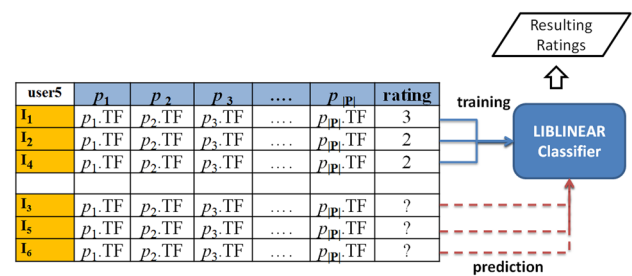 Resulting
Ratings
user5 p1 p2 p3 .... p|P| rating
training
I1 p1.TF p2.TF p3.TF .... p|P|.TF 3
I2 p1.TF p2.TF p3.TF .... p|P|.TF 2
I4 p1.TF p2.TF p3.TF .... p|P|.TF 2
LIBLINEAR
Classifier
I3 p1.TF p2.TF p3.TF .... p|P|.TF ?
I5 p1.TF p2.TF p3.TF .... p|P|.TF ?
I6 p1.TF p2.TF p3.TF .... p|P|.TF ?
prediction